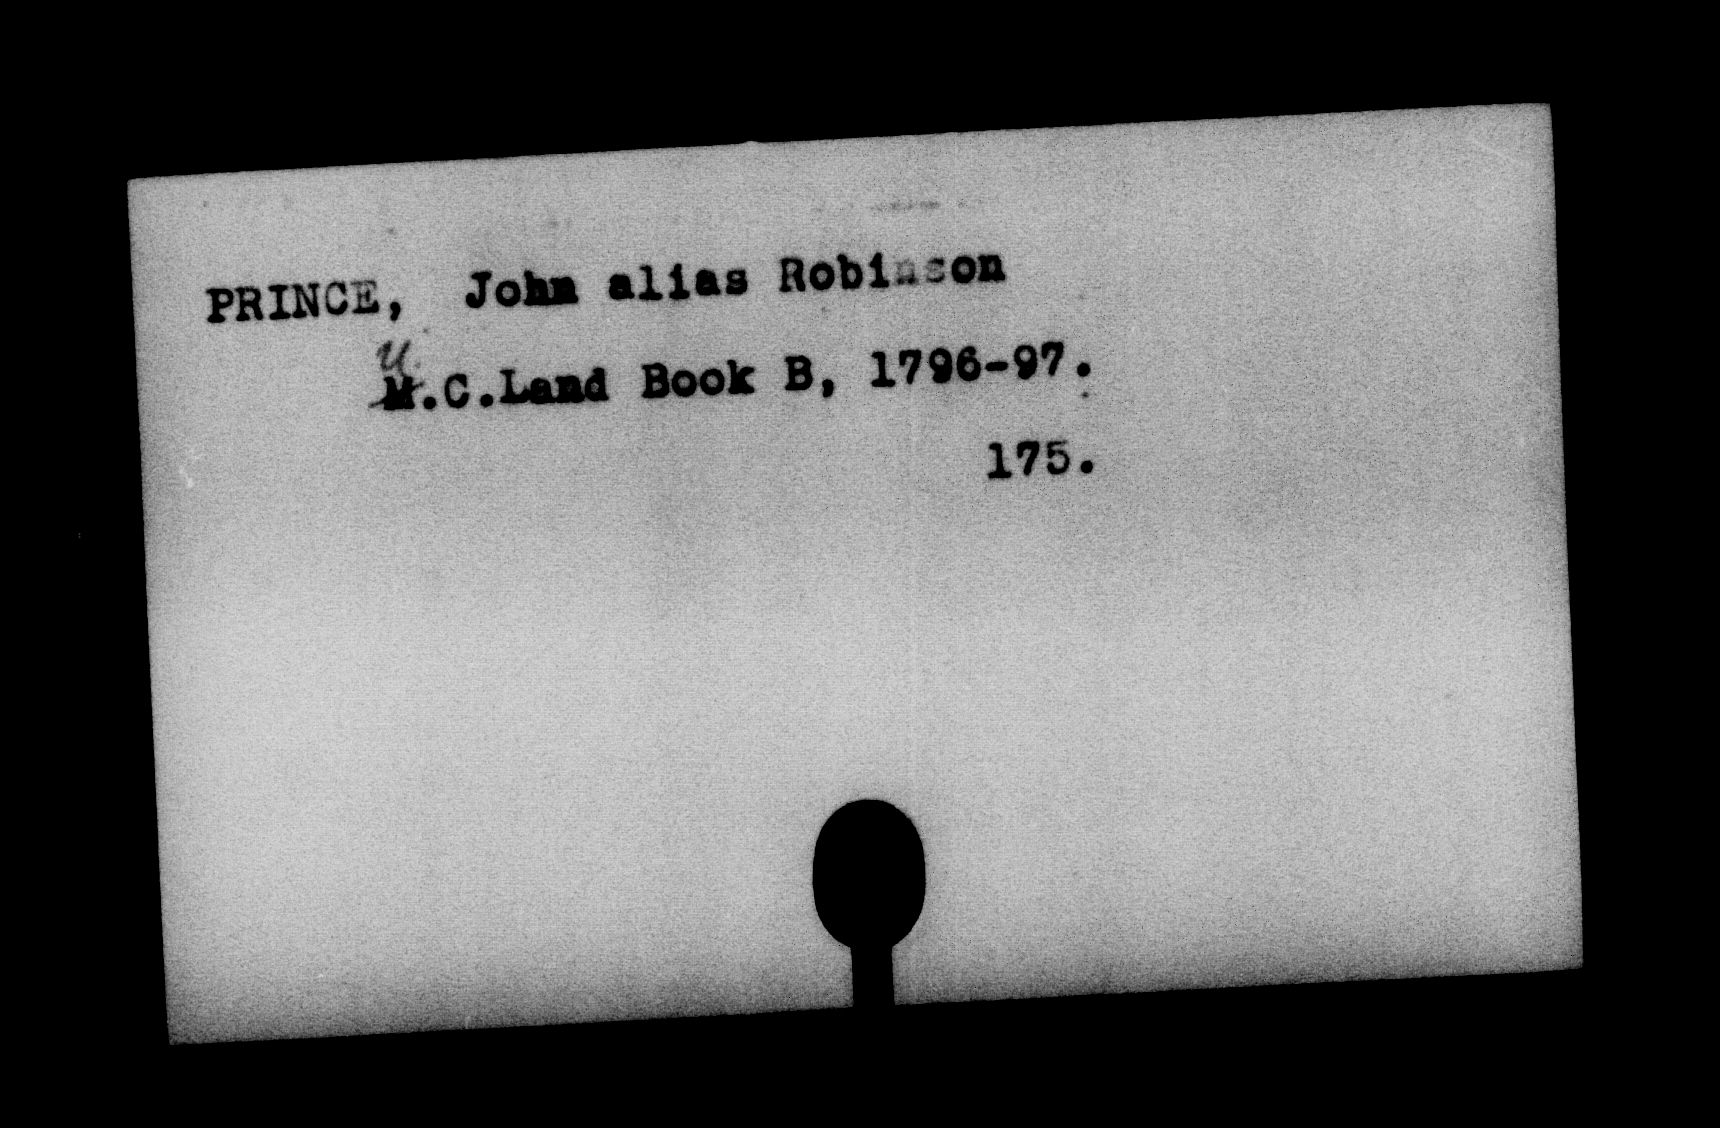 PRINCE, John alias Robinson
U.
M.C.Land Book B, 1796-97.
175.